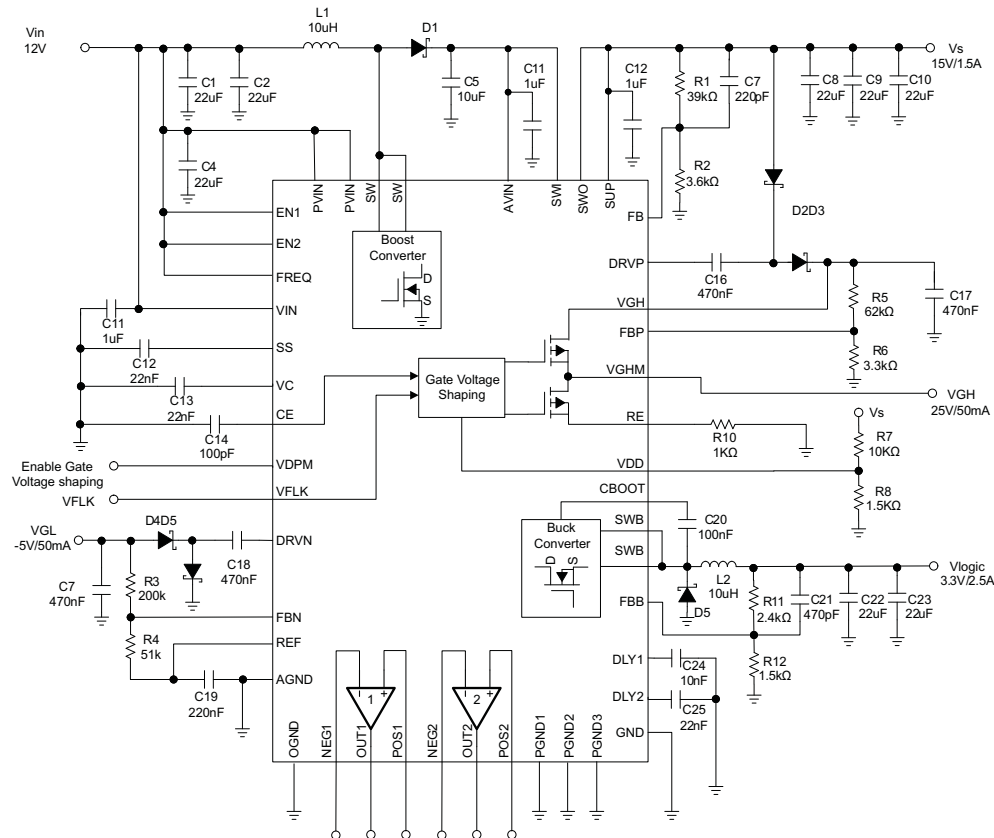 L1
10uH
D1
Vin
12V
C1
22uF
C2
22uF
C5
10uF
C11
1uF
C12
1uF
R1
39kΩ
C7
220pF
C8
22uF
C9
22uF
C10
22uF
Vs
15V/1.5A
C4
22uF
R2
3.6kΩ
PVIN
PVIN
SW
SW
AVIN
SWI
SWO
SUP
FB
D2D3
EN1
EN2
FREQ
VIN
SS
VC
CE
VDPM
VFLK
DRVN
FBN
REF
AGND
Boost
Converter
D
S
DRVP
C16
470nF
VGH
FBP
R5
62kΩ
C17
470nF
R6
3.3kΩ
C11
1uF
C12
22nF
C13
22nF
C14
100pF
Gate Voltage
Shaping
VGHM
VGH
25V/50mA
RE
R10
1KΩ
Vs
R7
10KΩ
VDD
R8
1.5KΩ
Enable Gate
Voltage shaping
VFLK
CBOOT
SWB
SWB
C20
100nF
Buck
Converter
D S
VGL
-5V/50mA
D4D5
C18
470nF
C7
470nF
R3
200k
R4
51k
C19
220nF
L2
10uH
D5
FBB
R11
2.4kΩ
C21
470pF
C22
22uF
C23
22uF
Vlogic
3.3V/2.5A
R12
1.5kΩ
DLY1
C24
10nF
DLY2
C25
22nF
GND
- +
1
- +
2
OGND
NEG1
OUT1
POS1
NEG2
OUT2
POS2
PGND1
PGND2
PGND3